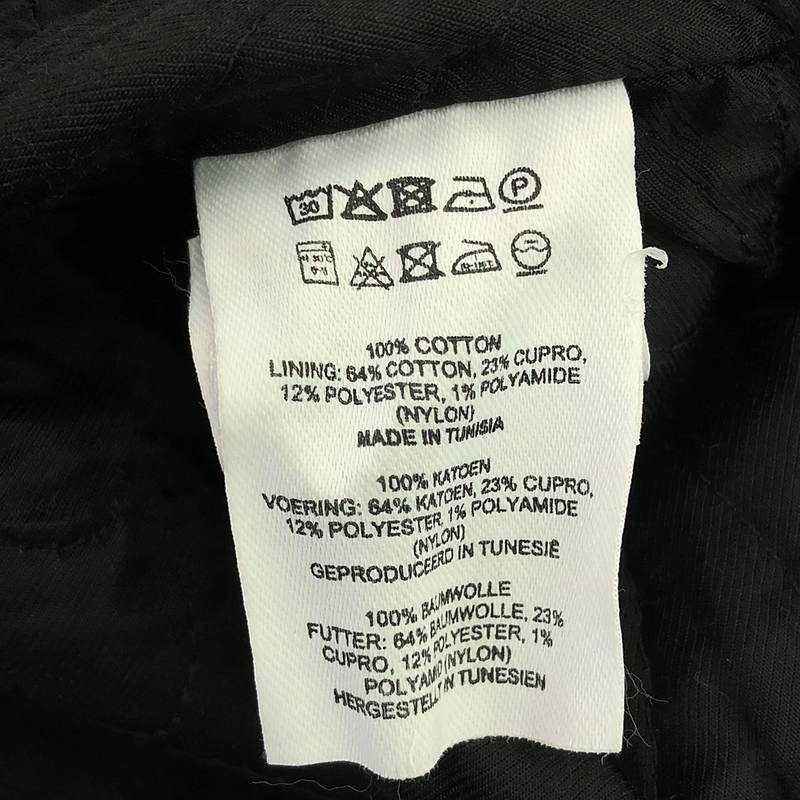 30
P
100% COTTON
LINING: 64% COTTON, 23% CUPRO,
12% POLYESTER, 1% POLYAMIDE
(NYLON)
MADE IN TUNISIA
100% KATOEN
VOERING: 64% KATOEN, 23% CUPRO,
12% POLYESTER, 1% POLYAMIDE
(NYLON)
GEPRODUCEERD IN TUNESIË
100% BAUMWOLLE
FUTTER: 64% BAUMWOLLE, 23%
CUPRO, 12% POLYESTER, 1%
POLYAMID (NYLON)
HERGESTELLT IN TUNESIEN